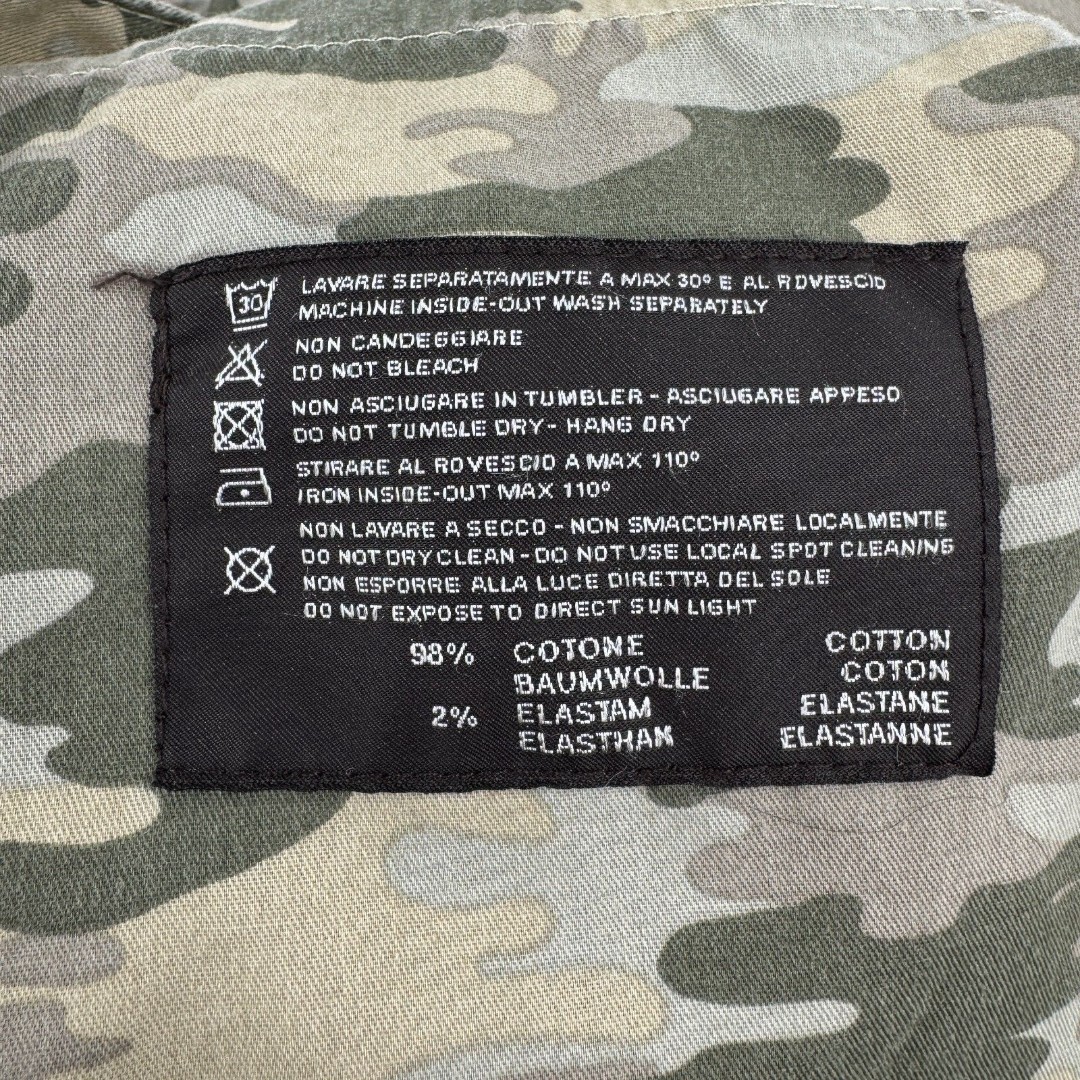 30
LAVARE SEPARATAMENTE A MAX 30° E AL ROVESCIO
MACHINE INSIDE-OUT WASH SEPARATELY
NON CANDEGGIARE
DO NOT BLEACH
NON ASCIUGARE IN TUMBLER - ASCIUGARE APPESO
DO NOT TUMBLE DRY - HANG DRY
STIRARE AL ROVESCIO A MAX 110°
IRON INSIDE-OUT MAX 110°
NON LAVARE A SECCO - NON SMACCHIARE LOCALMENTE
DO NOT DRY CLEAN - DO NOT USE LOCAL SPOT CLEANING
NON ESPORRE ALLA LUCE DIRETTA DEL SOLE
DO NOT EXPOSE TO DIRECT SUN LIGHT
98% COTONE COTTON
BAUMWOLLE COTON
2% ELASTAM ELASTANE
ELASTHAN ELASTANNE